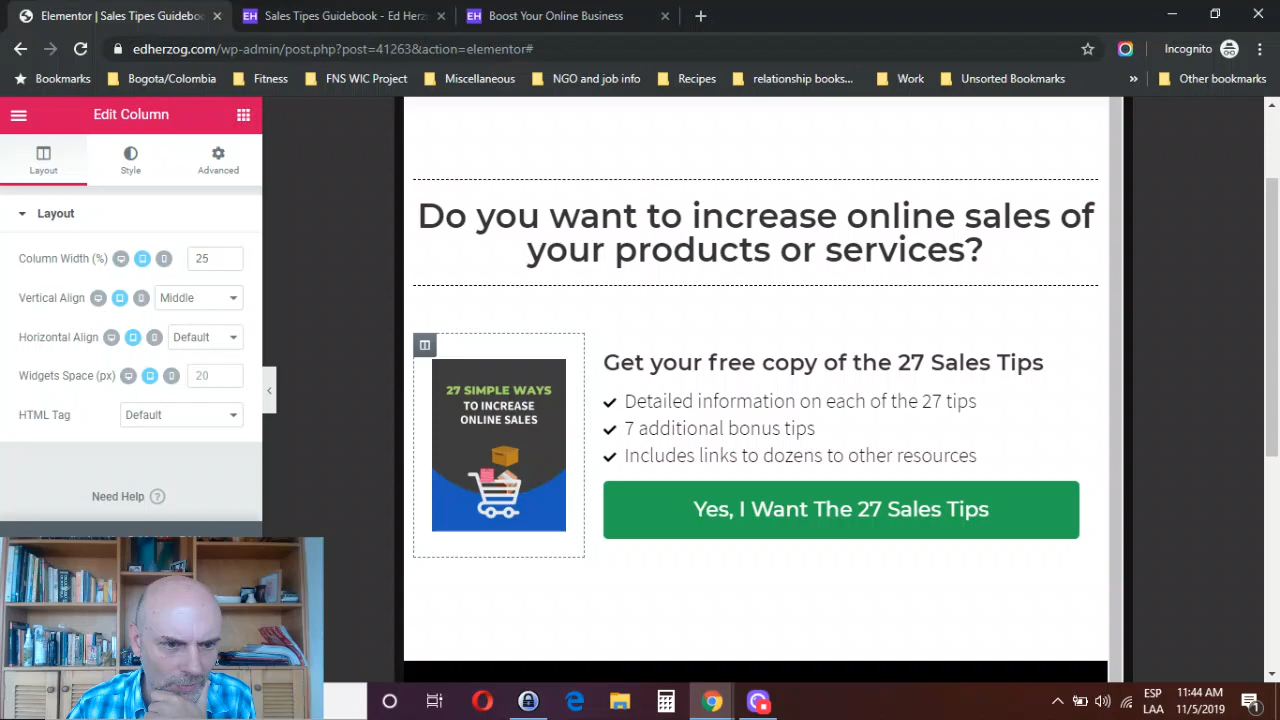 Elementor | Sales Tipes Guideboo
EH Sales Tipes Guidebook - Ed Herz
EH Boost Your Online Business
edherzog.com/wp-admin/post.php?post=41263&action=elementor#
Incognito
Bookmarks
Bogota/Colombia
Fitness
FNS WIC Project
Miscellaneous
NGO and job info
Recipes
relationship books...
Work
Unsorted Bookmarks
»
Other bookmarks
Edit Column
Layout
Style
Advanced
Layout
Column Width (%) 25
Vertical Align Middle
Horizontal Align Default
Widgets Space (px) 20
HTML Tag Default
Need Help ?
Do you want to increase online sales of
your products or services?
27 SIMPLE WAYS
TO INCREASE
ONLINE SALES
Get your free copy of the 27 Sales Tips
Detailed information on each of the 27 tips
7 additional bonus tips
Includes links to dozens to other resources
Yes, I Want The 27 Sales Tips
ESP
LAA
11:44 AM
11/5/2019
1